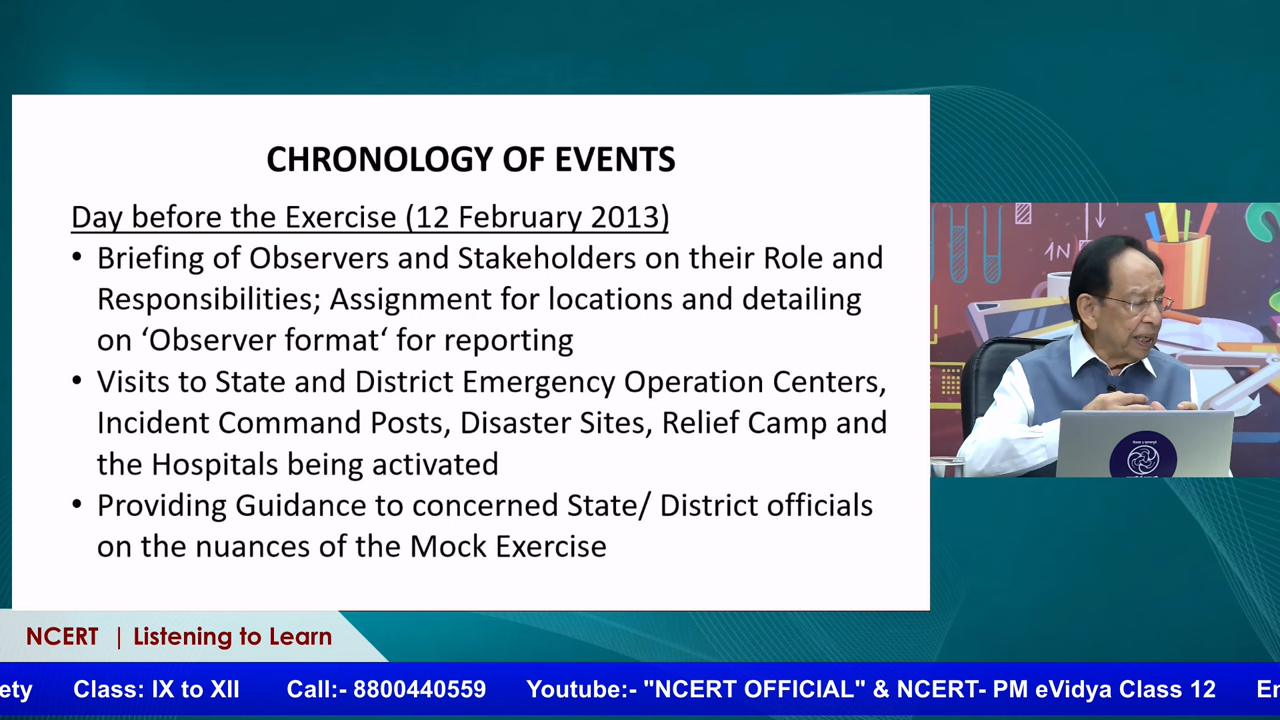 CHRONOLOGY OF EVENTS
Day before the Exercise (12 February 2013)
• Briefing of Observers and Stakeholders on their Role and
Responsibilities; Assignment for locations and detailing
on ‘Observer format‘ for reporting
• Visits to State and District Emergency Operation Centers,
Incident Command Posts, Disaster Sites, Relief Camp and
the Hospitals being activated
• Providing Guidance to concerned State/ District officials
on the nuances of the Mock Exercise
1N
NCERT | Listening to Learn
ety Class: IX to XII Call:- 8800440559 Youtube:- "NCERT OFFICIAL" & NCERT- PM eVidya Class 12 En